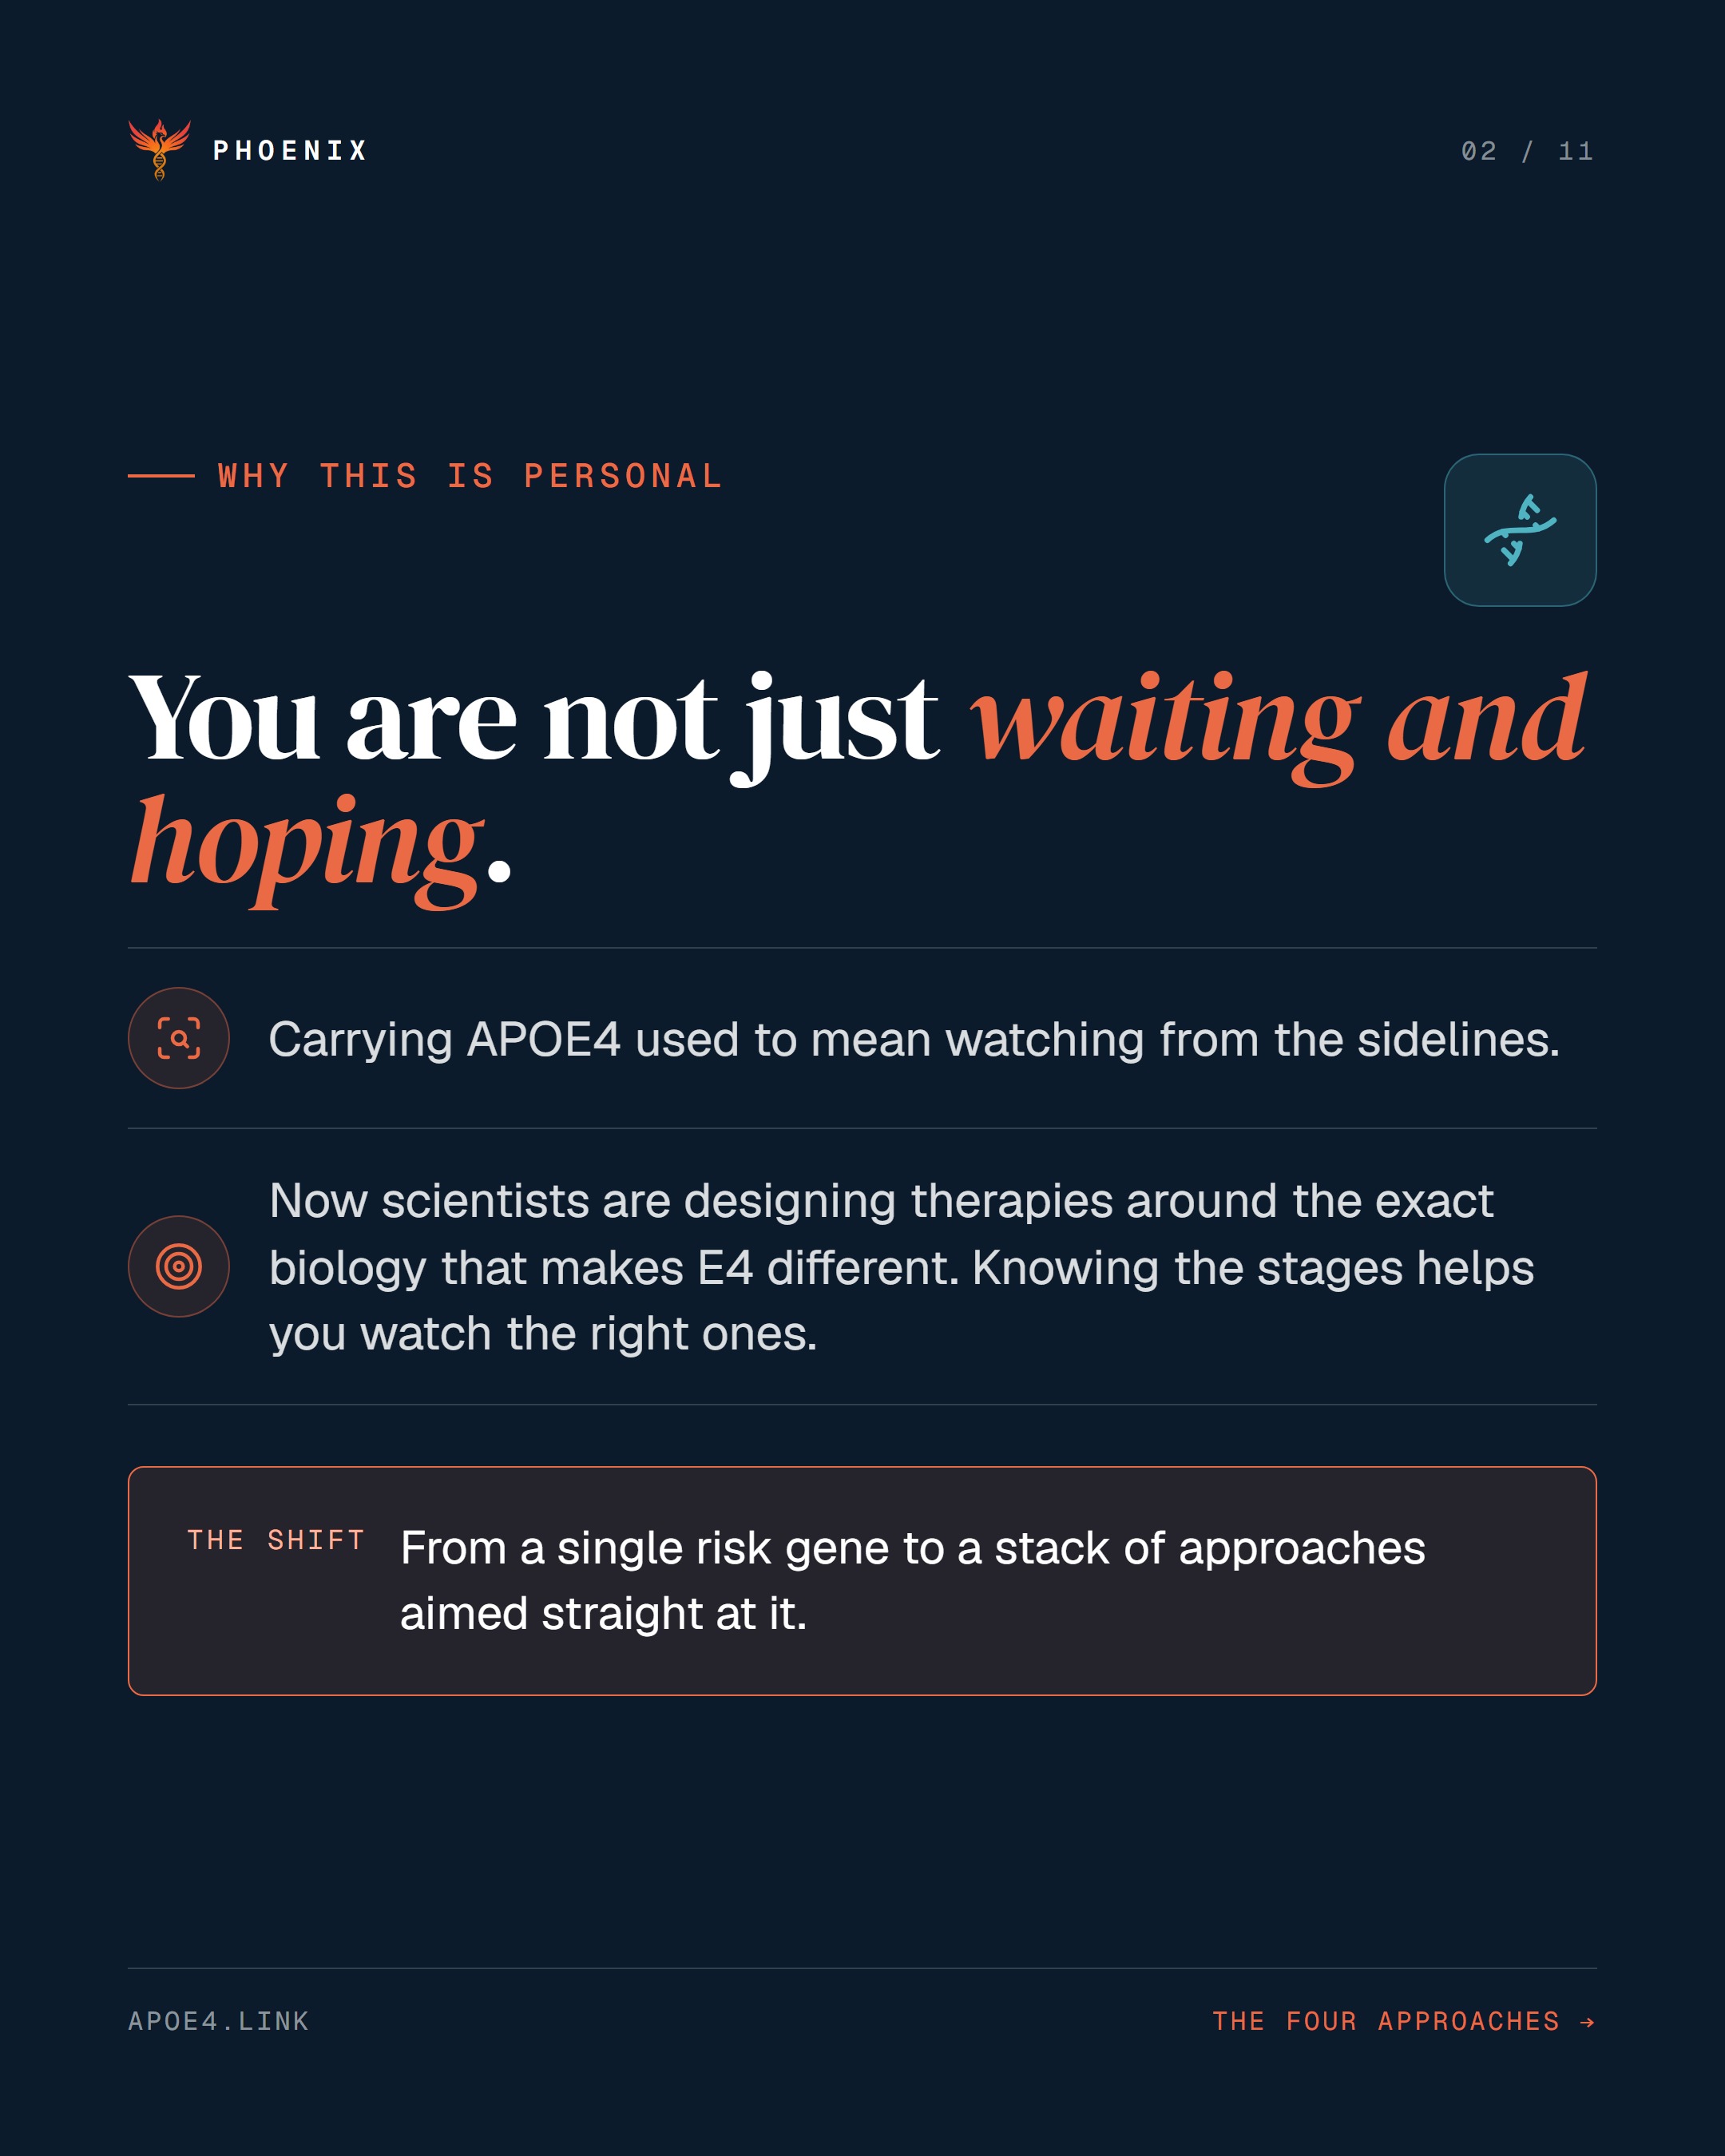 PHOENIX
02 / 11
WHY THIS IS PERSONAL
You are not just waiting and
hoping.
Carrying APOE4 used to mean watching from the sidelines.
Now scientists are designing therapies around the exact
biology that makes E4 different. Knowing the stages helps
you watch the right ones.
THE SHIFT
From a single risk gene to a stack of approaches
aimed straight at it.
APOE4.LINK
THE FOUR APPROACHES →